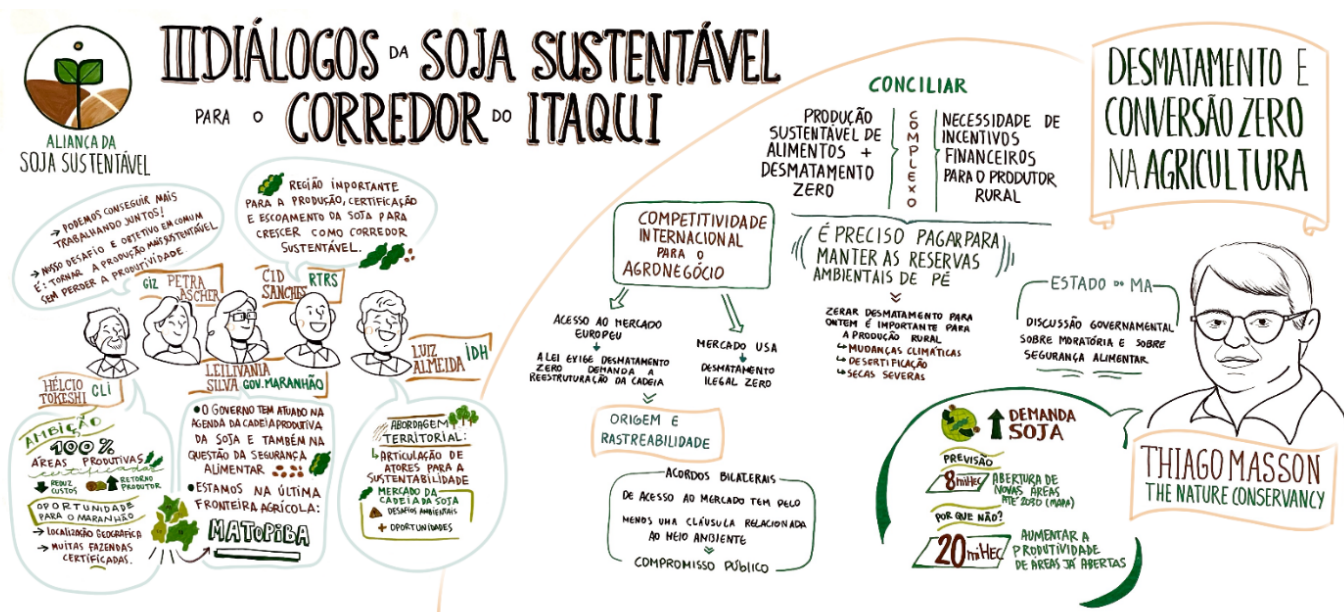 ALIANÇA DA
SOJA SUSTENTÁVEL
III DIÁLOGOS DA SOJA SUSTENTÁVEL
PARA O CORREDOR DO ITAQUI
→ PODEMOS CONSEGUIR MAIS
TRABALHANDO JUNTOS!
→ NOSSO DESAFIO E OBJETIVO EM COMUM
É: TORNAR A PRODUÇÃO MAIS SUSTENTÁVEL
SEM PERDER A PRODUTIVIDADE
REGIÃO IMPORTANTE
PARA A PRODUÇÃO, CERTIFICAÇÃO
E ESCOAMENTO DA SOJA PARA
CRESCER COMO CORREDOR
SUSTENTÁVEL.
GIZ PETRA
ASCHER
CID
SANCHES RTRS
HÉLCIO
TOKESHI CLI
LEILILVANIA
SILVA GOV. MARANHÃO
LUIZ
ALMEIDA IDH
AMBIÇÃO
100%
ÁREAS PRODUTIVAS
certificadas
REDUZ
CUSTOS
RETORNO
PRODUTOR
OPORTUNIDADE
PARA O MARANHÃO
→ LOCALIZAÇÃO GEOGRÁFICA
→ MUITAS FAZENDAS
CERTIFICADAS.
• O GOVERNO TEM ATUADO NA
AGENDA DA CADEIA PRODUTIVA
DA SOJA E TAMBÉM NA
QUESTÃO DA SEGURANÇA
ALIMENTAR
• ESTAMOS NA ÚLTIMA
FRONTEIRA AGRÍCOLA:
MATOPIBA
ABORDAGEM
TERRITORIAL:
↳ ARTICULAÇÃO DE
ATORES PARA A
SUSTENTABILIDADE
MERCADO DA
CADEIA DA SOJA
DESAFIOS AMBIENTAIS
+ OPORTUNIDADES
COMPETITIVIDADE
INTERNACIONAL
PARA O
AGRONEGÓCIO
ACESSO AO MERCADO
EUROPEU
A LEI EXIGE DESMATAMENTO
ZERO DEMANDA A
REESTRUTURAÇÃO DA CADEIA
MERCADO USA
DESMATAMENTO
ILEGAL ZERO
ORIGEM E
RASTREABILIDADE
ACORDOS BILATERAIS
DE ACESSO AO MERCADO TEM PELO
MENOS UMA CLÁUSULA RELACIONADA
AO MEIO AMBIENTE
COMPROMISSO PÚBLICO
CONCILIAR
PRODUÇÃO
SUSTENTÁVEL DE
ALIMENTOS +
DESMATAMENTO
ZERO
COMPLEXO
NECESSIDADE DE
INCENTIVOS
FINANCEIROS
PARA O PRODUTOR
RURAL
É PRECISO PAGAR PARA
MANTER AS RESERVAS
AMBIENTAIS DE PÉ
ZERAR DESMATAMENTO PARA
ONTEM É IMPORTANTE PARA
A PRODUÇÃO RURAL
↳ MUDANÇAS CLIMÁTICAS
↳ DESERTIFICAÇÃO
↳ SECAS SEVERAS
ESTADO DO MA
DISCUSSÃO GOVERNAMENTAL
SOBRE MORATÓRIA E SOBRE
SEGURANÇA ALIMENTAR
DEMANDA
SOJA
PREVISÃO
8 miHec
ABERTURA DE
NOVAS ÁREAS
ATÉ 2030 (MAPA)
POR QUE NÃO?
20 miHec
AUMENTAR A
PRODUTIVIDADE
DE ÁREAS JÁ ABERTAS
DESMATAMENTO E
CONVERSÃO ZERO
NA AGRICULTURA
THIAGO MASSON
THE NATURE CONSERVANCY